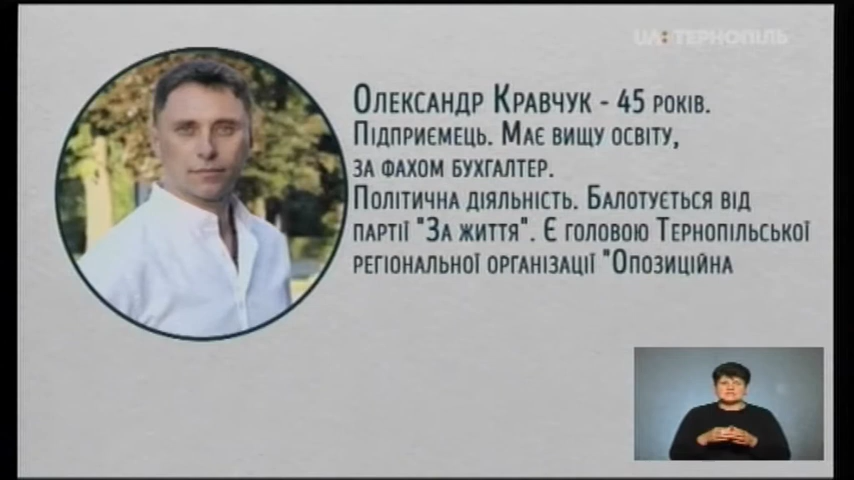 UA:ТЕРНОПІЛЬ
Олександр Кравчук - 45 років.
Підприємець. Має вищу освіту,
за фахом бухгалтер.
Політична діяльність. Балотується від
партії "За життя". Є головою Тернопільської
регіональної організації "Опозиційна